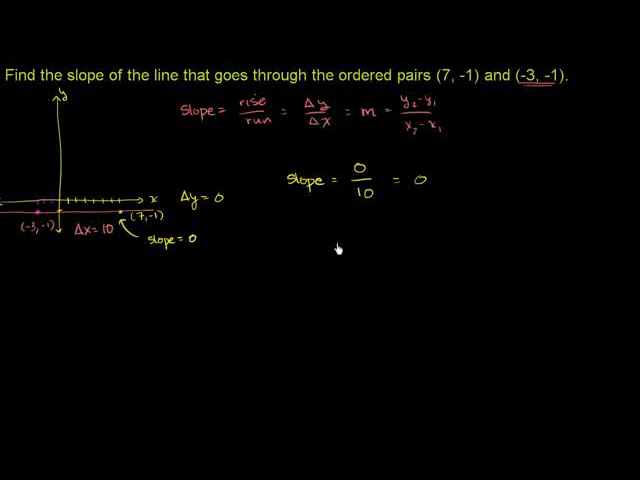 Find the slope of the line that goes through the ordered pairs (7, -1) and (-3, -1).
y
slope = rise/run = Δy/Δx = m = y₂-y₁/x₂-x₁
slope = 0/10 = 0
x
Δy = 0
(7,-1)
(-3,-1)
Δx = 10
slope = 0